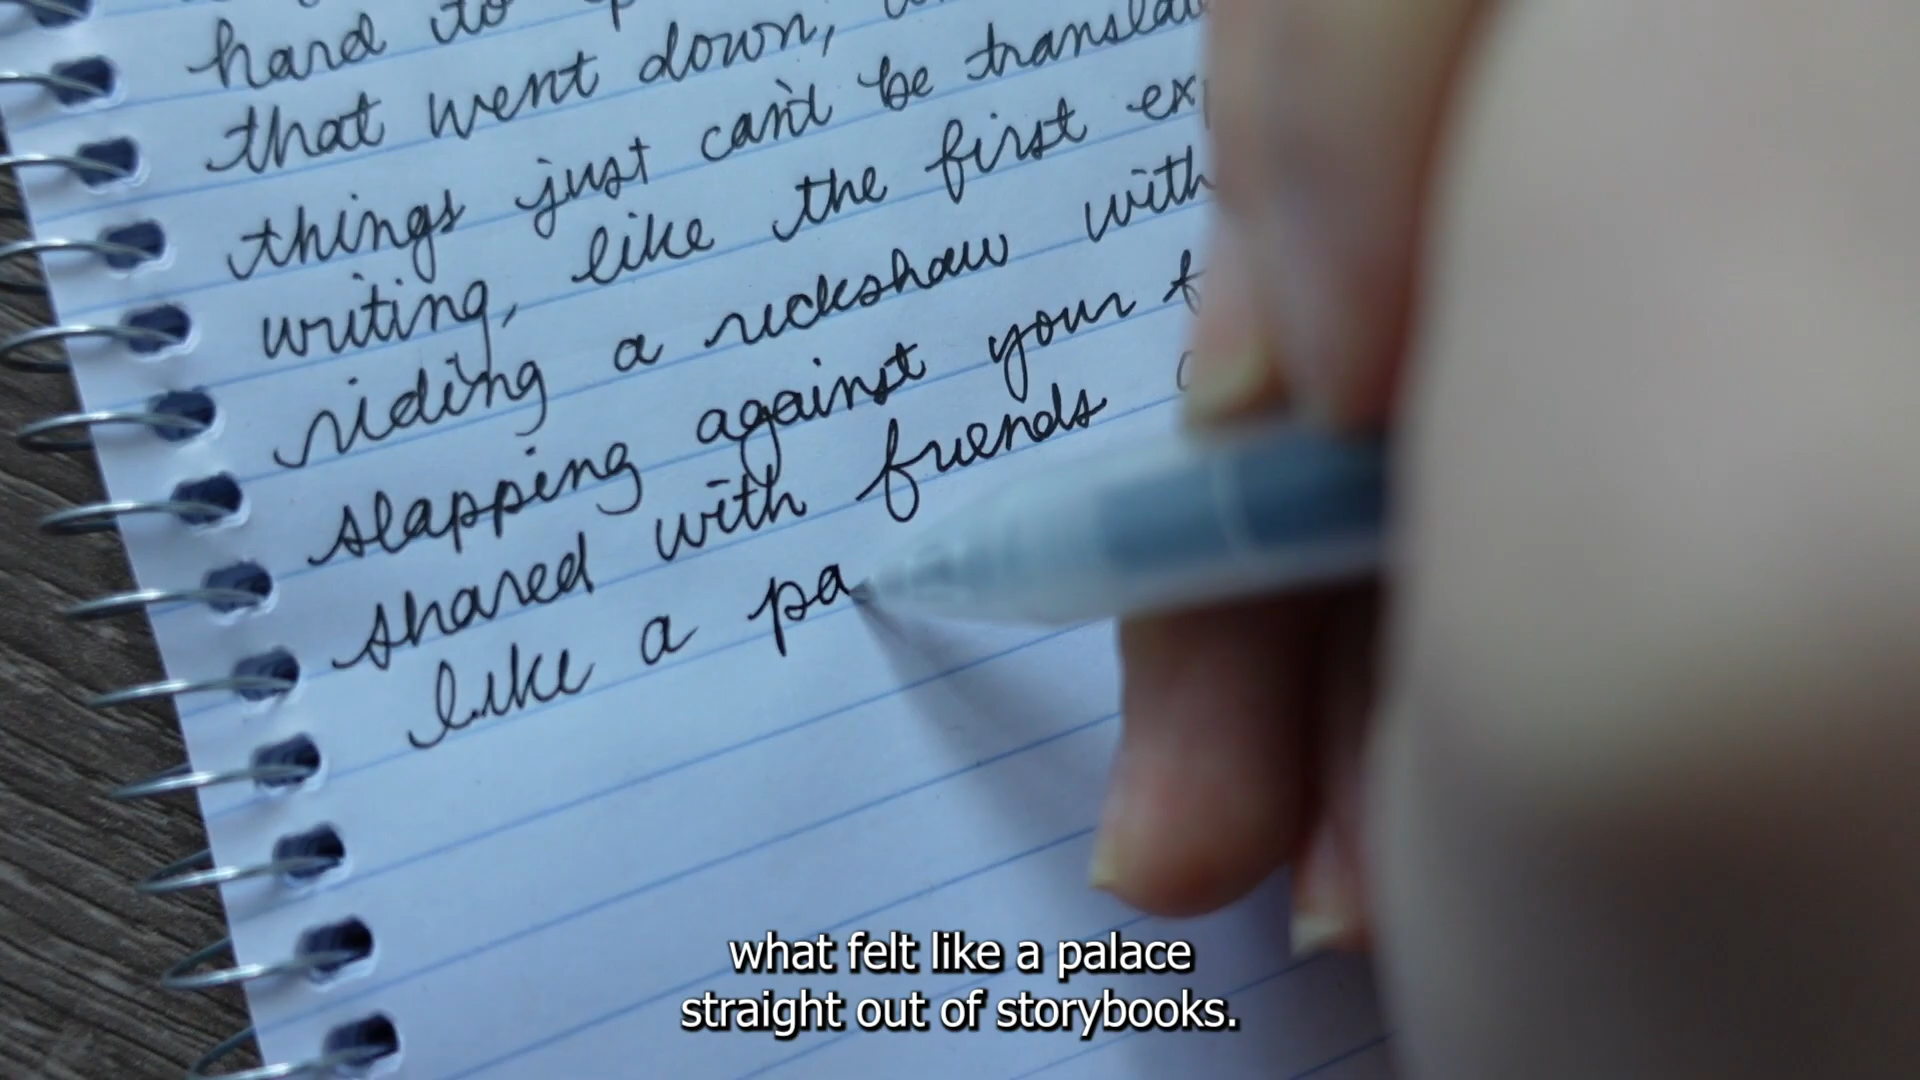 hard to
that went down,
things just can't be
writing, like the first
riding a rickshaw with
slapping against your
shared with friends
like a pa
what felt like a palace
straight out of storybooks.